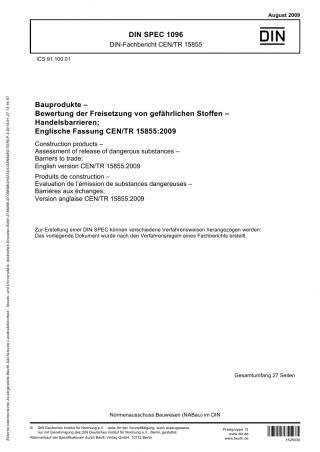 August 2009
DIN SPEC 1096
DIN-Fachbericht CEN/TR 15855
DIN
ICS 91.100.01
Bauprodukte –
Bewertung der Freisetzung von gefährlichen Stoffen –
Handelsbarrieren;
Englische Fassung CEN/TR 15855:2009
Construction products –
Assessment of release of dangerous substances –
Barriers to trade;
English version CEN/TR 15855:2009
Produits de construction –
Evaluation de l'émission de substances dangereuses –
Barrières aux échanges;
Version anglaise CEN/TR 15855:2009
Zur Erstellung einer DIN SPEC können verschiedene Verfahrensweisen herangezogen werden:
Das vorliegende Dokument wurde nach den Verfahrensregeln eines Fachberichts erstellt.
Gesamtumfang 27 Seiten
Normenausschuss Bauwesen (NABau) im DIN
© DIN Deutsches Institut für Normung e.V. · Jede Art der Vervielfältigung, auch auszugsweise,
nur mit Genehmigung des DIN Deutsches Institut für Normung e.V., Berlin, gestattet.
Alleinverkauf der Spezifikationen durch Beuth Verlag GmbH, 10772 Berlin
Preisgruppe 13
www.din.de
www.beuth.de